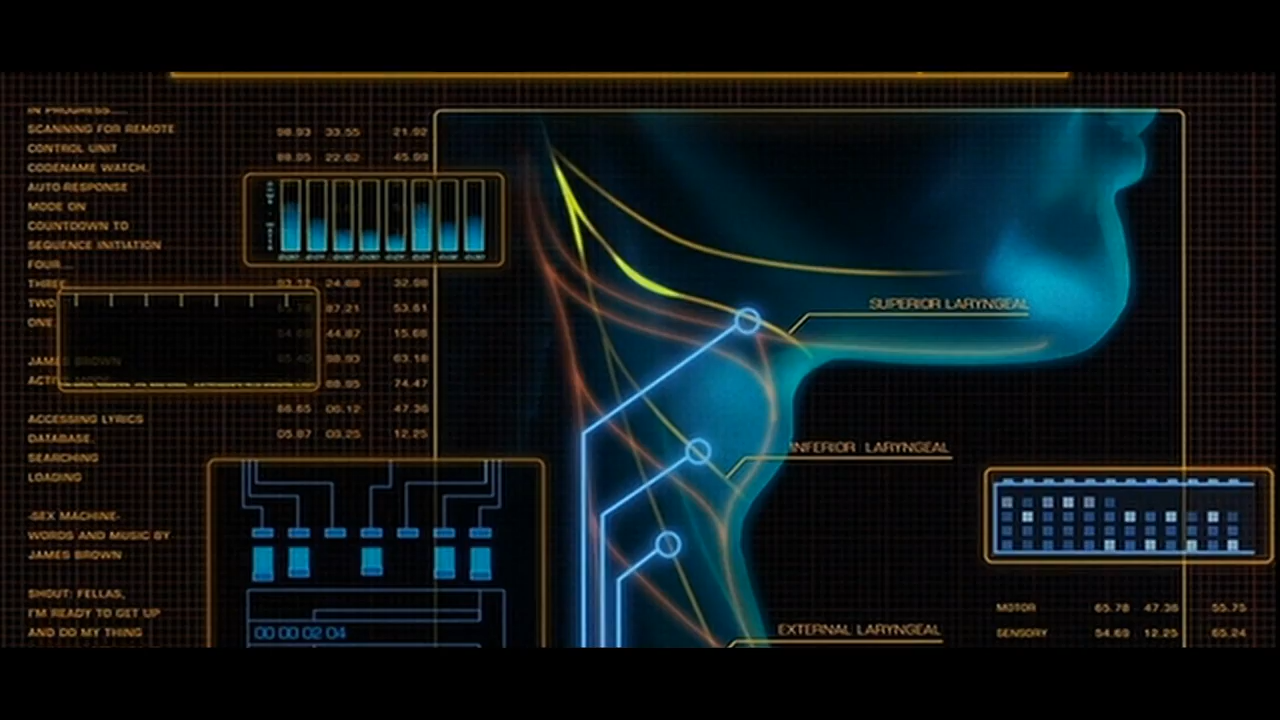 IN PROGRESS....
SCANNING FOR REMOTE
CONTROL UNIT
CODENAME WATCH.
AUTO-RESPONSE
MODE ON
COUNTDOWN TO
SEQUENCE INITIATION
FOUR....
THREE
TWO
ONE
JAMES BROWN
ACCESSING LYRICS
DATABASE.
SEARCHING
LOADING
-SEX MACHINE-
WORDS AND MUSIC BY
JAMES BROWN
SHOUT: FELLAS,
I'M READY TO GET UP
AND DO MY THING
98.93 33.55 21.92
88.95 22.62 45.99
24.88 32.98
87.21 53.61
44.87 15.68
98.93 63.18
88.95 74.47
66.65 06.12 47.36
05.87 09.25 12.25
00 00 02 04
SUPERIOR LARYNGEAL
INFERIOR LARYNGEAL
EXTERNAL LARYNGEAL
MOTOR 65.78 47.36 55.75
SENSORY 54.69 12.25 65.24